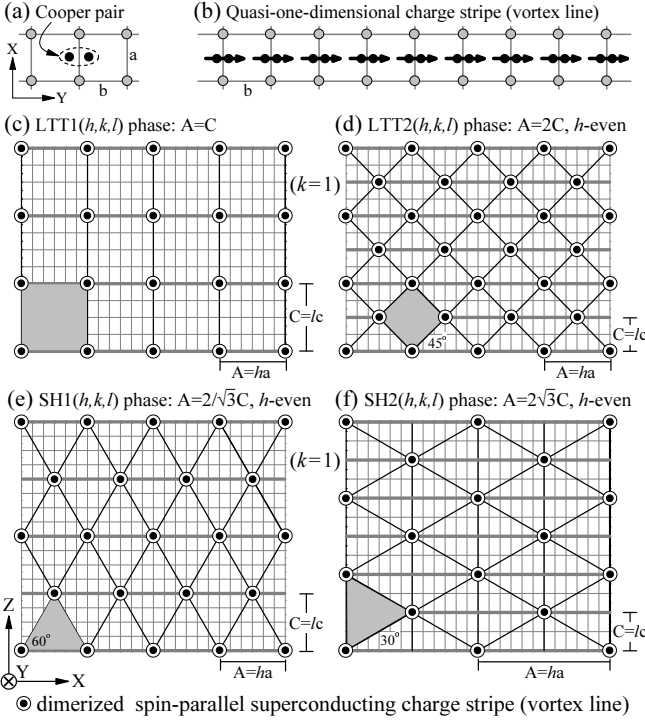 (a) Cooper pair
X
Y
a
b
(b) Quasi-one-dimensional charge stripe (vortex line)
b
(c) LTT1(h,k,l) phase: A=C
(k=1)
C=lc
A=ha
(d) LTT2(h,k,l) phase: A=2C, h-even
45°
C=lc
A=ha
(e) SH1(h,k,l) phase: A=2/√3C, h-even
(k=1)
60°
C=lc
A=ha
Z
Y
X
(f) SH2(h,k,l) phase: A=2√3C, h-even
30°
C=lc
A=ha
dimerized spin-parallel superconducting charge stripe (vortex line)